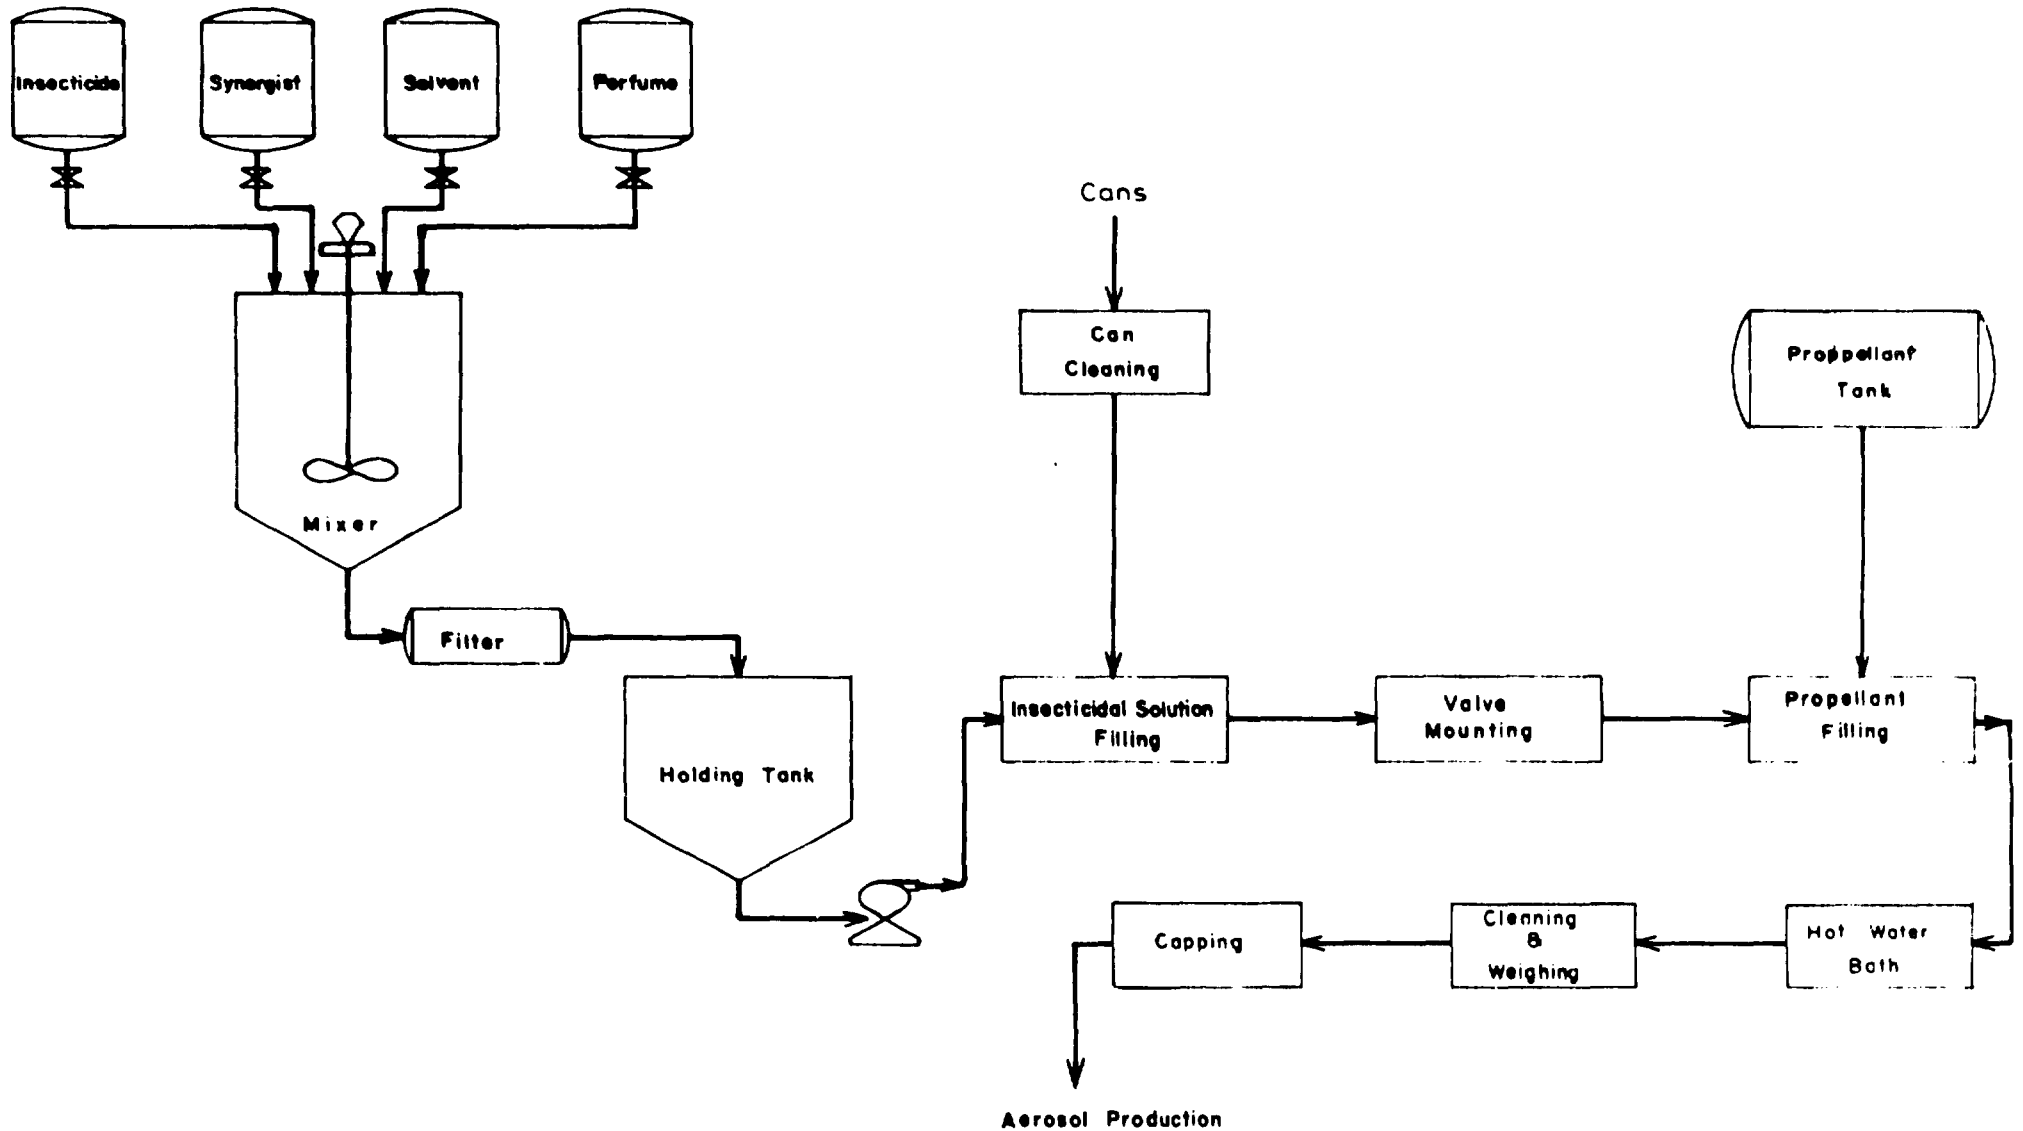 Insecticide
Synergist
Solvent
Perfume
Cans
Can
Cleaning
Proppellant
Tank
Mixer
Filter
Holding Tank
Insecticidal Solution
Filling
Valve
Mounting
Propellant
Filling
Capping
Cleaning
&
Weighing
Hot Water
Bath
Aerosol Production